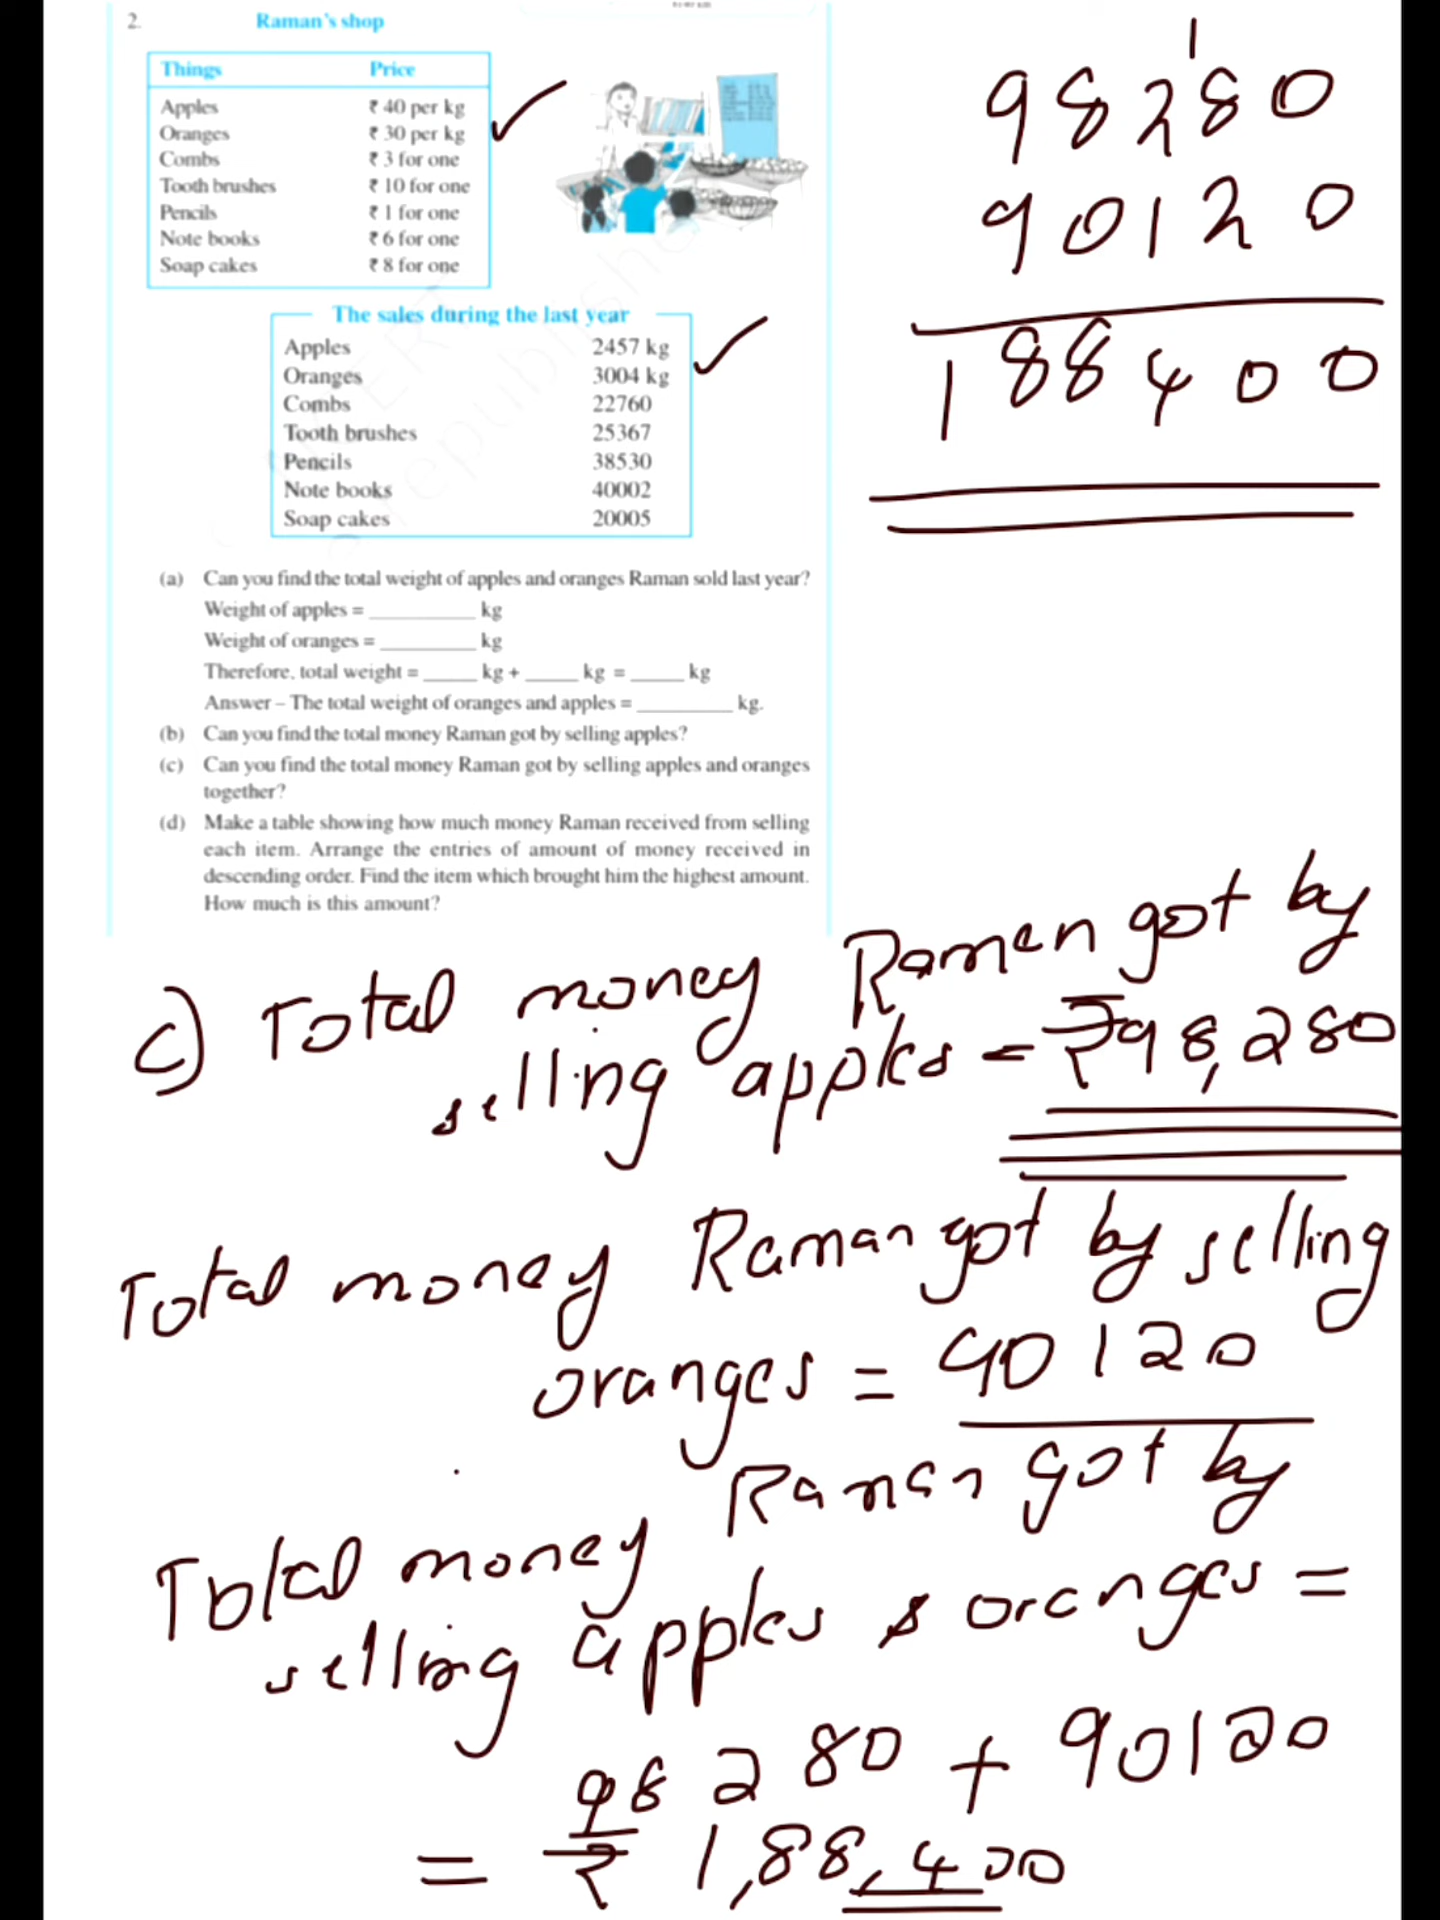 2. Raman's shop
Things Price
Apples ₹ 40 per kg
Oranges ₹ 30 per kg
Combs ₹ 3 for one
Tooth brushes ₹ 10 for one
Pencils ₹ 1 for one
Note books ₹ 6 for one
Soap cakes ₹ 8 for one
The sales during the last year
Apples 2457 kg
Oranges 3004 kg
Combs 22760
Tooth brushes 25367
Pencils 38530
Note books 40002
Soap cakes 20005
(a) Can you find the total weight of apples and oranges Raman sold last year?
Weight of apples = __________ kg
Weight of oranges = _________ kg
Therefore, total weight = _____ kg + _____ kg = _____ kg
Answer – The total weight of oranges and apples = _________ kg.
(b) Can you find the total money Raman got by selling apples?
(c) Can you find the total money Raman got by selling apples and oranges
together?
(d) Make a table showing how much money Raman received from selling
each item. Arrange the entries of amount of money received in
descending order. Find the item which brought him the highest amount.
How much is this amount?
1
98280
90120
188400
c) Total money Raman got by
selling apples = ₹98,280
Total money Raman got by selling
oranges = 90120
Total money Raman got by
selling apples & oranges =
98280 + 90120
= ₹ 1,88,400